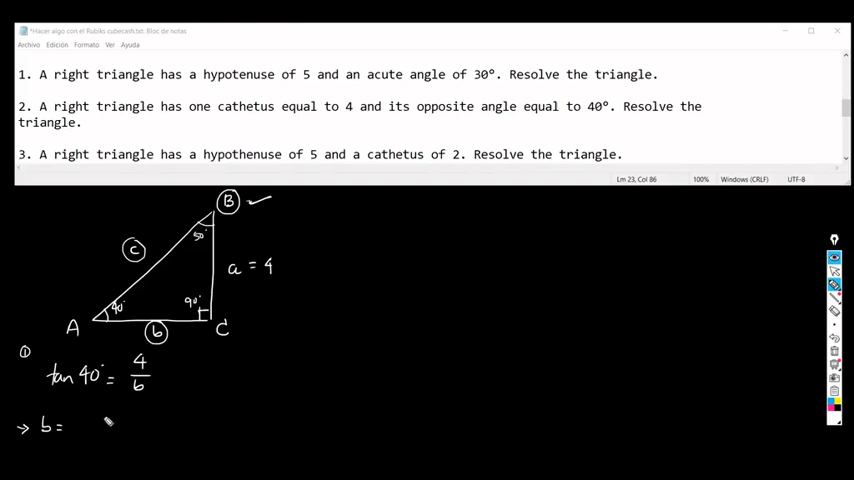 *Hacer algo con el Rubiks cubecash.txt: Bloc de notas
Archivo Edición Formato Ver Ayuda
1. A right triangle has a hypotenuse of 5 and an acute angle of 30º. Resolve the triangle.
2. A right triangle has one cathetus equal to 4 and its opposite angle equal to 40º. Resolve the
triangle.
3. A right triangle has a hypothenuse of 5 and a cathetus of 2. Resolve the triangle.
Lm 23, Col 86 100% Windows (CRLF) UTF-8
B
50°
c
a = 4
40°
90°
A
b
C
①
tan 40° = 4
b
→ b =